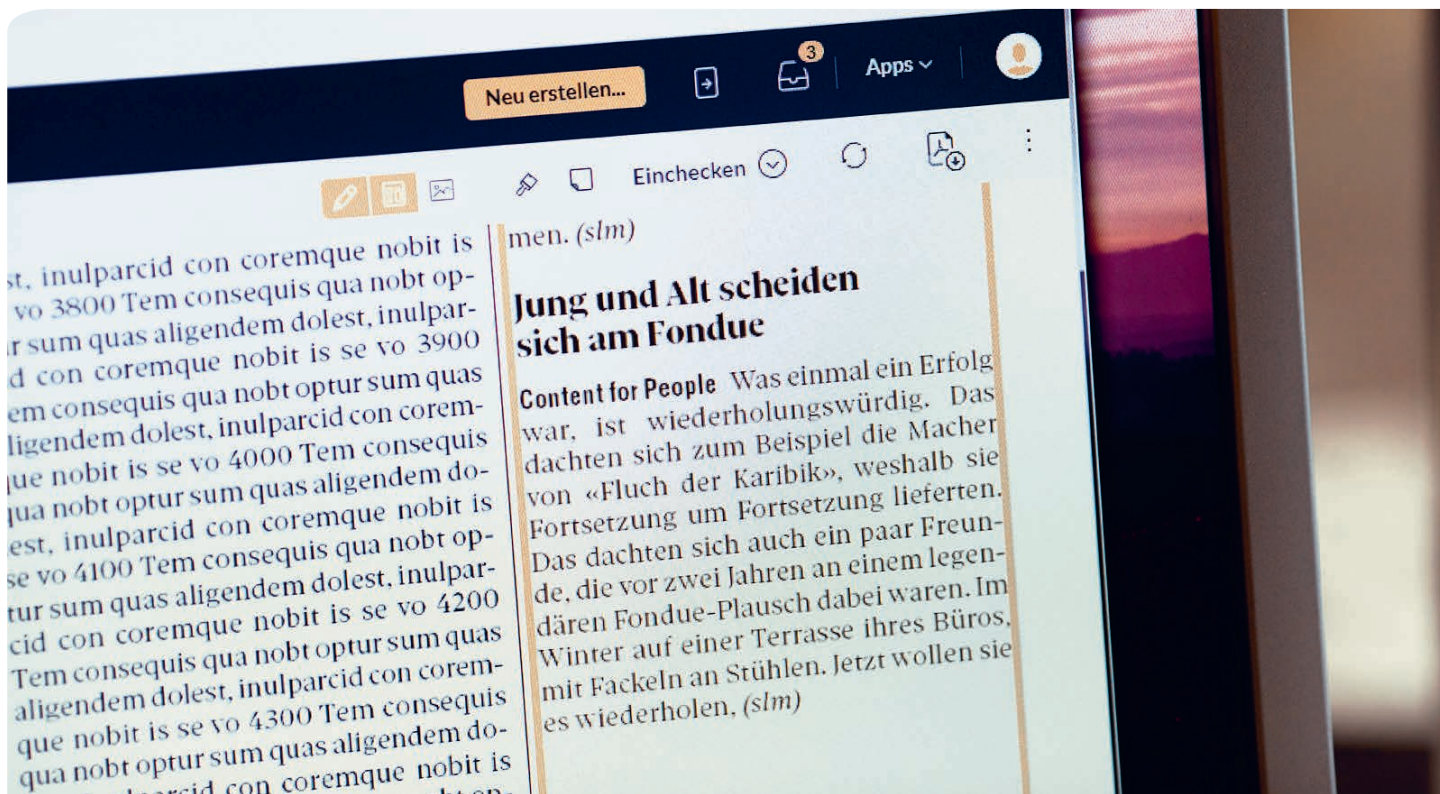 Neu erstellen...
3
Apps
Einchecken
st, inulparcid con coremque nobit is
vo 3800 Tem consequis qua nobt op-
r sum quas aligendem dolest, inulpar-
d con coremque nobit is se vo 3900
em consequis qua nobt optur sum quas
ligendem dolest, inulparcid con corem-
ue nobit is se vo 4000 Tem consequis
qua nobt optur sum quas aligendem do-
est, inulparcid con coremque nobit is
se vo 4100 Tem consequis qua nobt op-
tur sum quas aligendem dolest, inulpar-
cid con coremque nobit is se vo 4200
Tem consequis qua nobt optur sum quas
aligendem dolest, inulparcid con corem-
que nobit is se vo 4300 Tem consequis
qua nobt optur sum quas aligendem do-
con coremque nobit is
men. (slm)
Jung und Alt scheiden
sich am Fondue
Content for People Was einmal ein Erfolg
war, ist wiederholungswürdig. Das
dachten sich zum Beispiel die Macher
von «Fluch der Karibik», weshalb sie
Fortsetzung um Fortsetzung lieferten.
Das dachten sich auch ein paar Freun-
de, die vor zwei Jahren an einem legen-
dären Fondue-Plausch dabei waren. Im
Winter auf einer Terrasse ihres Büros,
mit Fackeln an Stühlen. Jetzt wollen sie
es wiederholen, (slm)